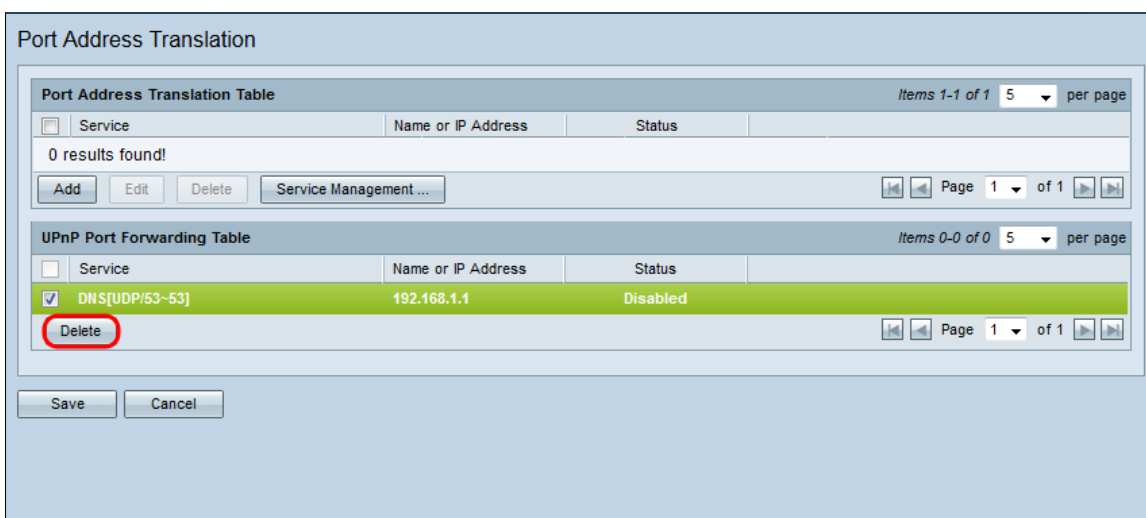 Port Address Translation
Port Address Translation Table Items 1-1 of 1 5 per page
Service Name or IP Address Status
0 results found!
Add Edit Delete Service Management ... Page 1 of 1
UPnP Port Forwarding Table Items 0-0 of 0 5 per page
Service Name or IP Address Status
DNS[UDP/53~53] 192.168.1.1 Disabled
Delete Page 1 of 1
Save Cancel